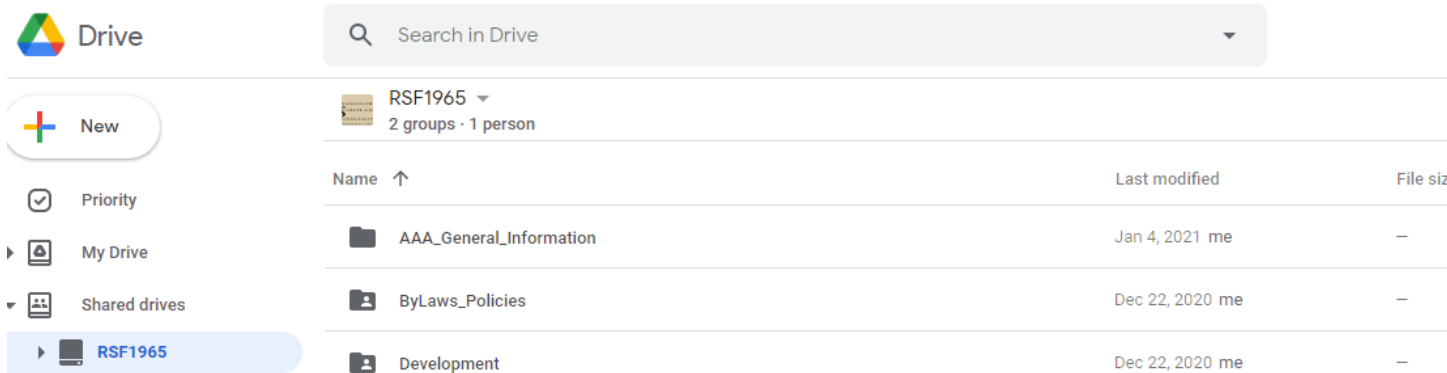 Drive
Search in Drive
New
Priority
My Drive
Shared drives
RSF1965
RSF1965
2 groups · 1 person
Name Last modified File siz
AAA_General_Information Jan 4, 2021 me –
ByLaws_Policies Dec 22, 2020 me –
Development Dec 22, 2020 me –